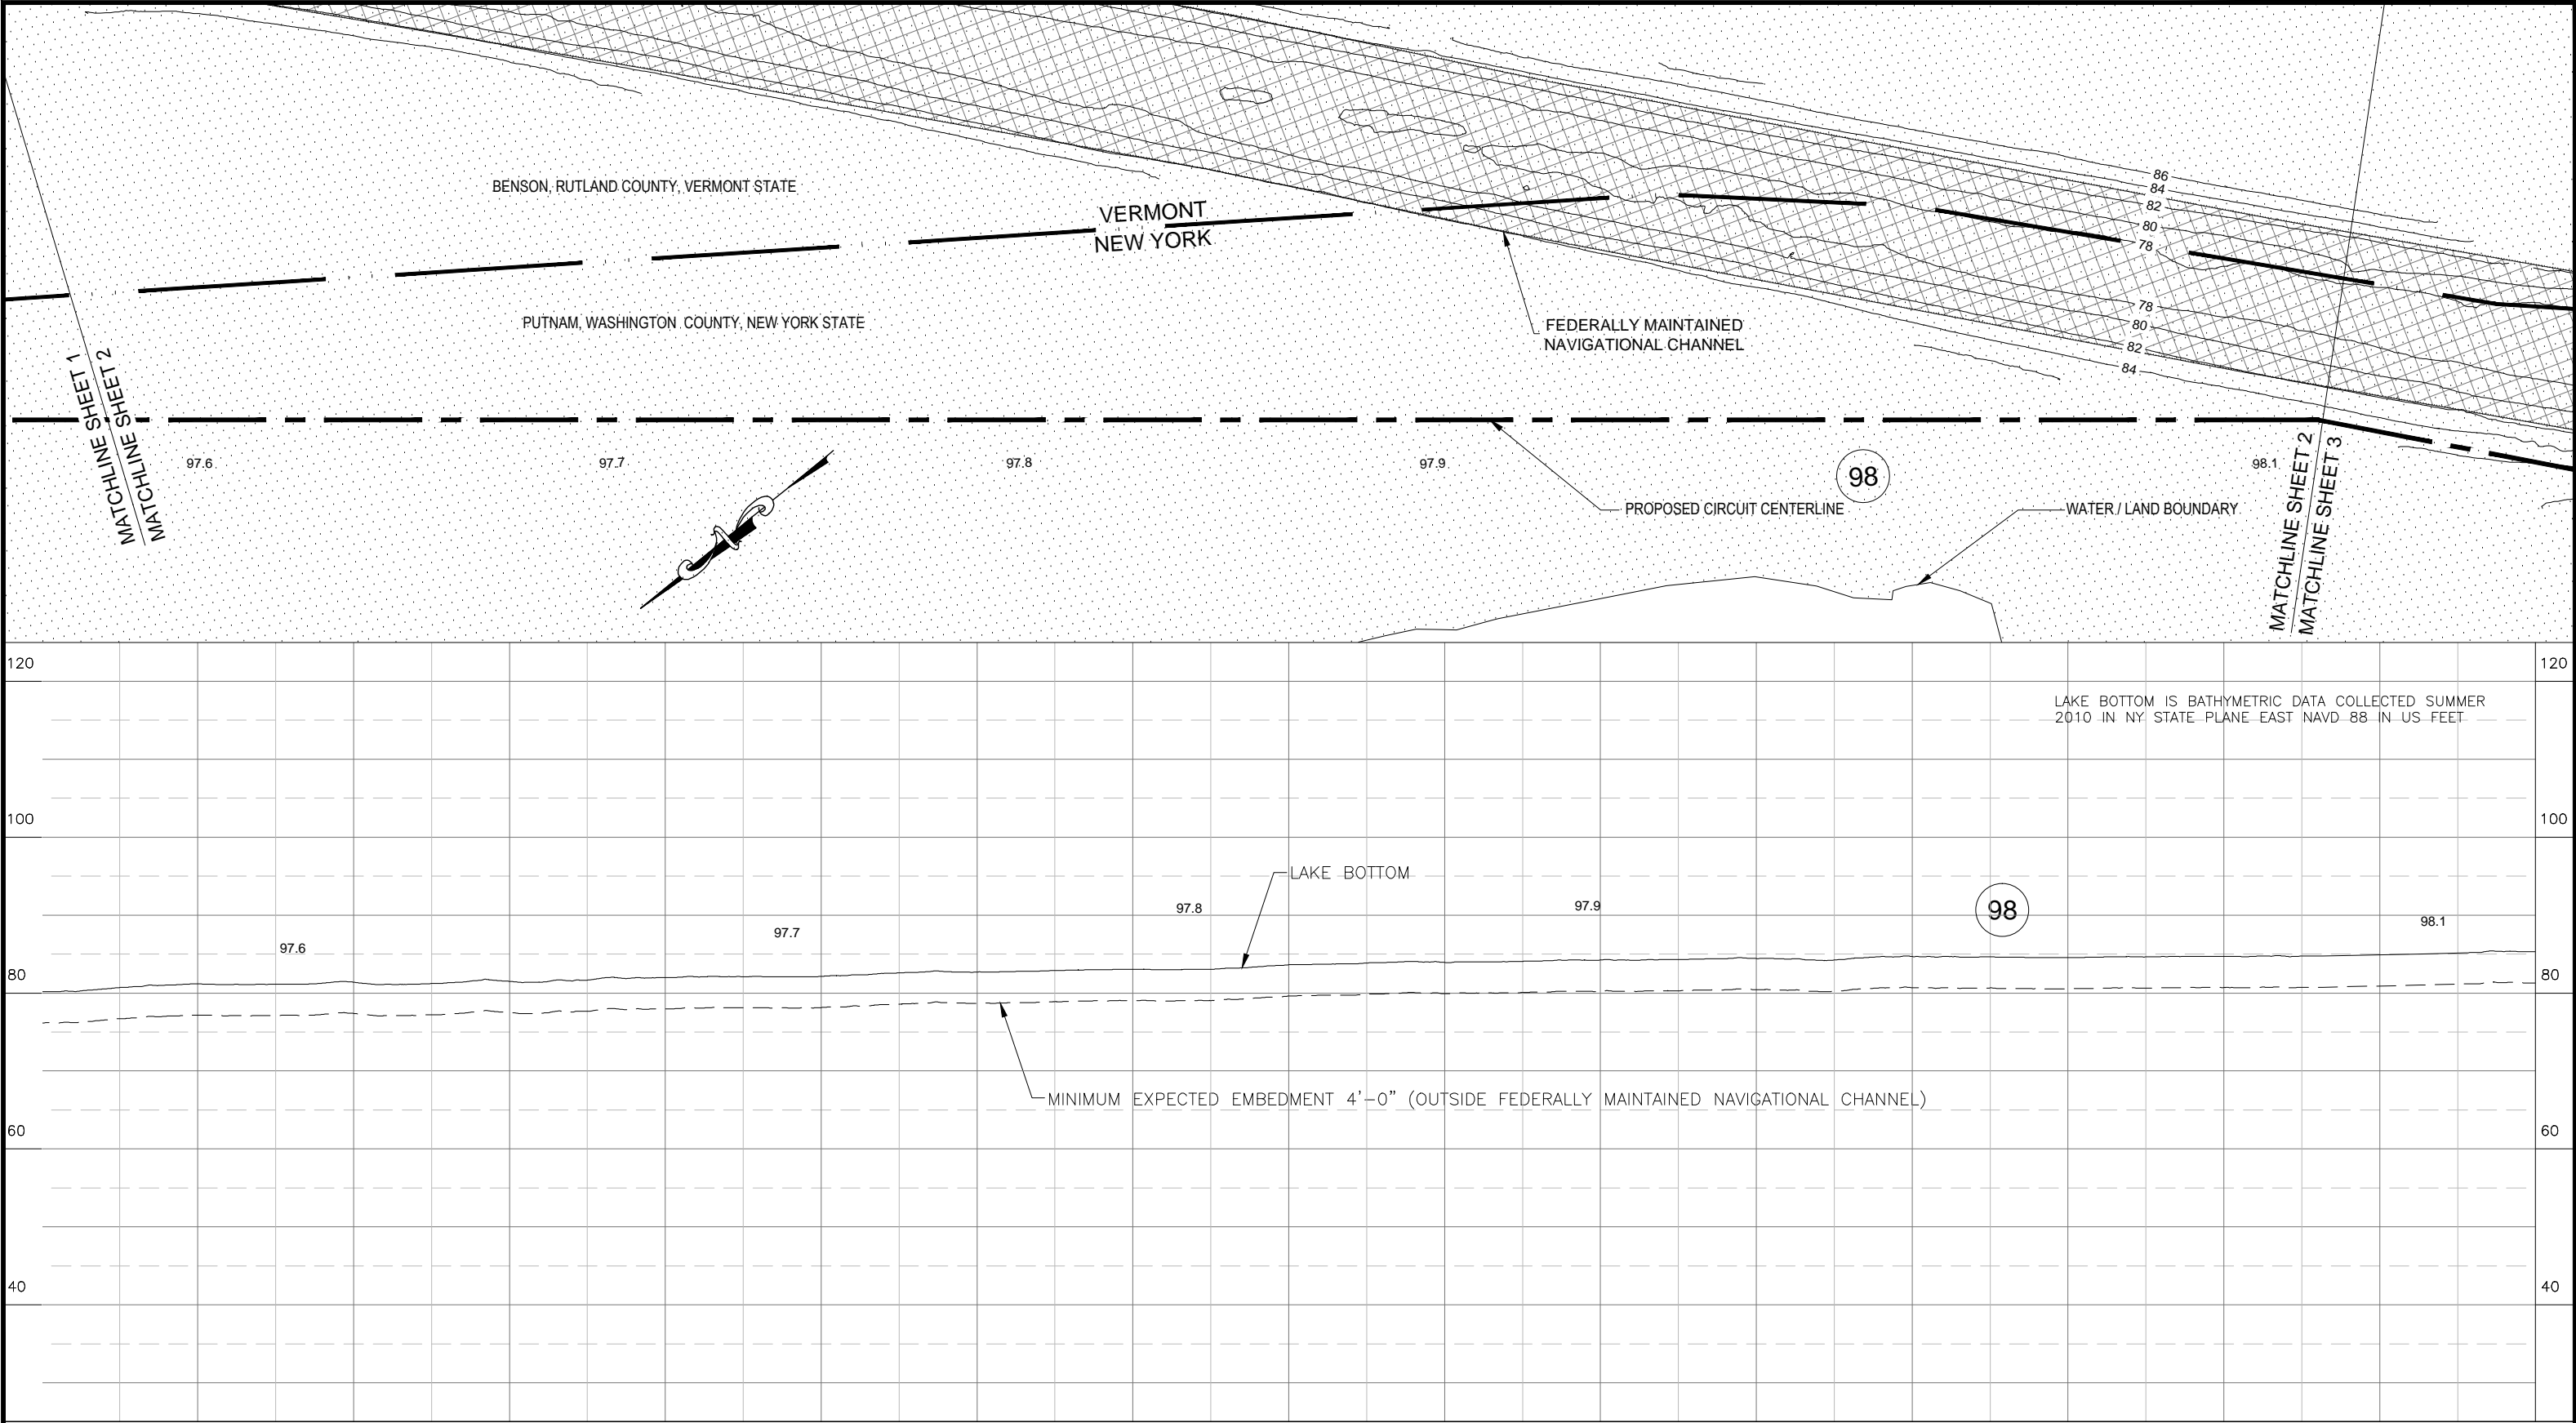 86
84
82
80
78
BENSON, RUTLAND COUNTY, VERMONT STATE
VERMONT
NEW YORK
PUTNAM, WASHINGTON COUNTY, NEW YORK STATE
FEDERALLY MAINTAINED
NAVIGATIONAL CHANNEL
78
80
82
84
MATCHLINE SHEET 1
MATCHLINE SHEET 2
97.6
97.7
97.8
97.9
98
98.1
PROPOSED CIRCUIT CENTERLINE
WATER / LAND BOUNDARY
MATCHLINE SHEET 2
MATCHLINE SHEET 3
120
120
LAKE BOTTOM IS BATHYMETRIC DATA COLLECTED SUMMER
2010 IN NY STATE PLANE EAST NAVD 88 IN US FEET
100
100
LAKE BOTTOM
97.6
97.7
97.8
97.9
98
98.1
80
80
MINIMUM EXPECTED EMBEDMENT 4'-0" (OUTSIDE FEDERALLY MAINTAINED NAVIGATIONAL CHANNEL)
60
60
40
40